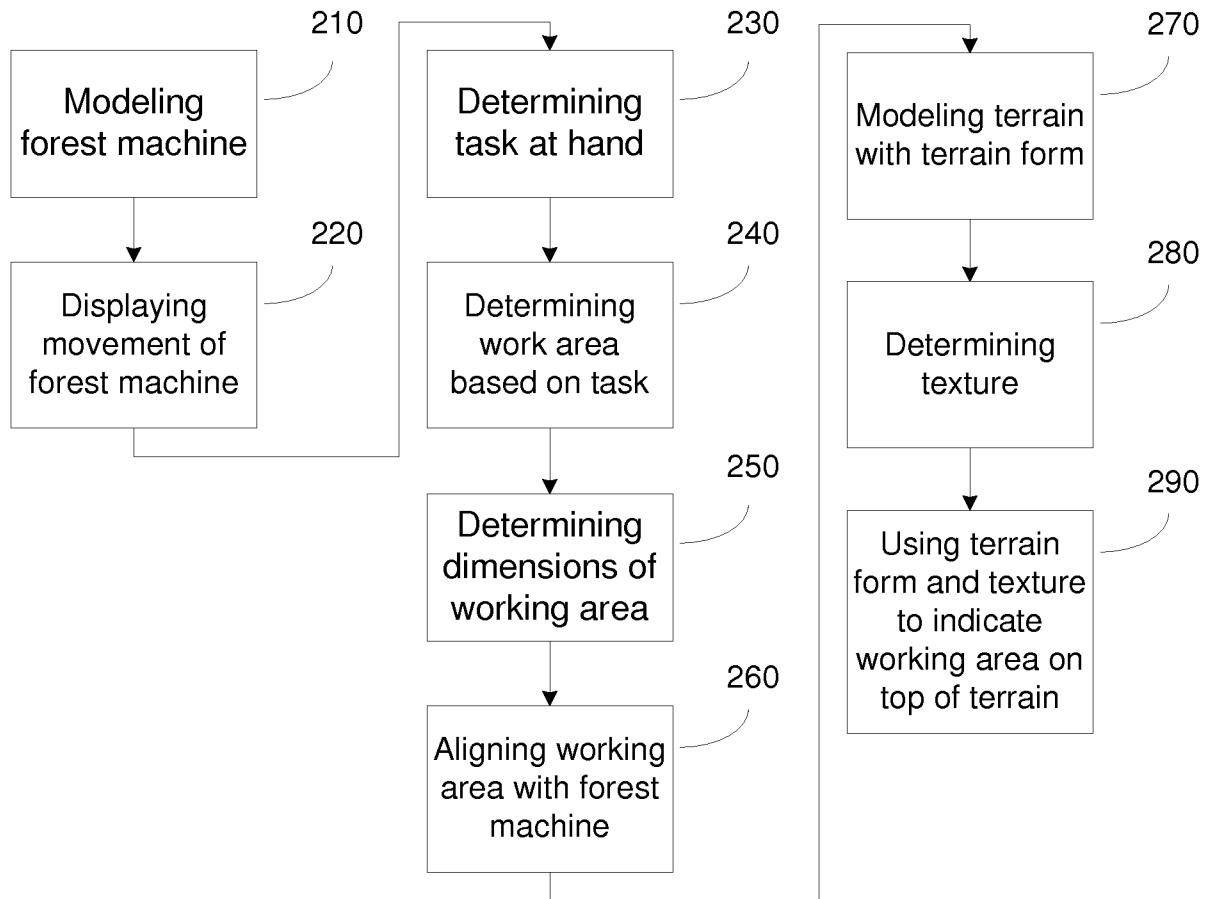 210
Modeling
forest machine
220
Displaying
movement of
forest machine
230
Determining
task at hand
240
Determining
work area
based on task
250
Determining
dimensions of
working area
260
Aligning working
area with forest
machine
270
Modeling terrain
with terrain form
280
Determining
texture
290
Using terrain
form and texture
to indicate
working area on
top of terrain